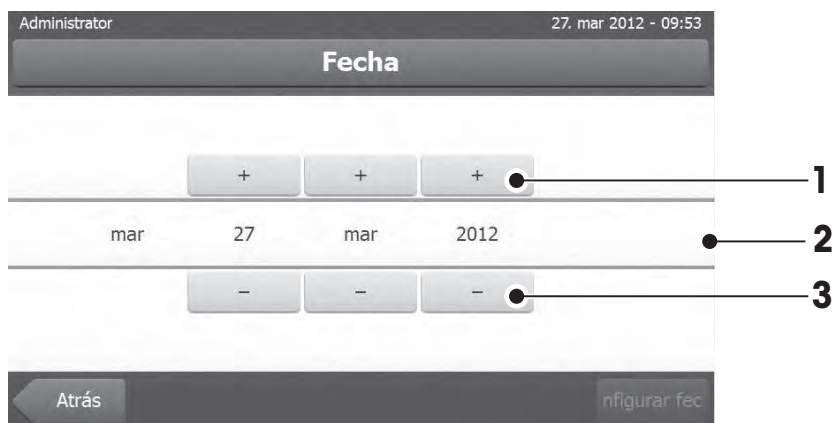 Administrator 27. mar 2012 - 09:53
Fecha
+ + + 1
mar 27 mar 2012 2
- - - 3
Atrás nfigurar fec